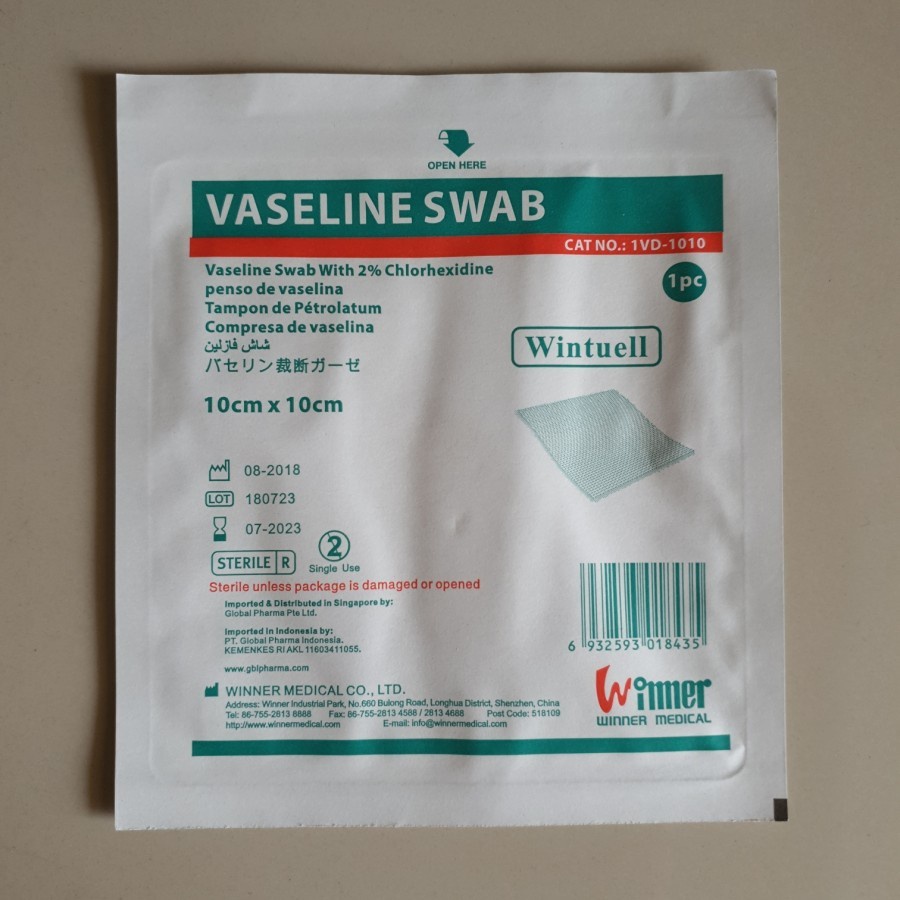 OPEN HERE
VASELINE SWAB
CAT NO.: 1VD-1010
Vaseline Swab With 2% Chlorhexidine
1pc
penso de vaselina
Tampon de Pétrolatum
Compresa de vaselina
شاش فازلين
バセリン裁断ガーゼ
Wintuell
10cm x 10cm
08-2018
LOT 180723
07-2023
STERILE R
2
Single Use
Sterile unless package is damaged or opened
Imported & Distributed in Singapore by:
Global Pharma Pte Ltd.
Imported in Indonesia by:
PT. Global Pharma Indonesia.
KEMENKES RI AKL 11603411055.
www.gblpharma.com
6 932593 018435
WINNER MEDICAL CO., LTD.
Address: Winner Industrial Park, No.660 Bulong Road, Longhua District, Shenzhen, China
Tel: 86-755-2813 8888 Fax: 86-755-2813 4588 / 2813 4688 Post Code: 518109
http://www.winnermedical.com E-mail: info@winnermedical.com
Winner
WINNER MEDICAL